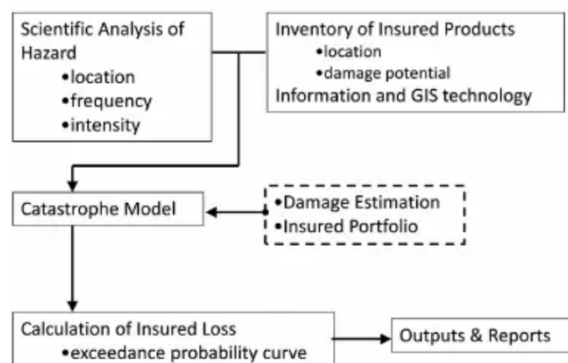 Scientific Analysis of
Hazard
•location
•frequency
•intensity
Inventory of Insured Products
•location
•damage potential
Information and GIS technology
Catastrophe Model
•Damage Estimation
•Insured Portfolio
Calculation of Insured Loss
•exceedance probability curve
Outputs & Reports